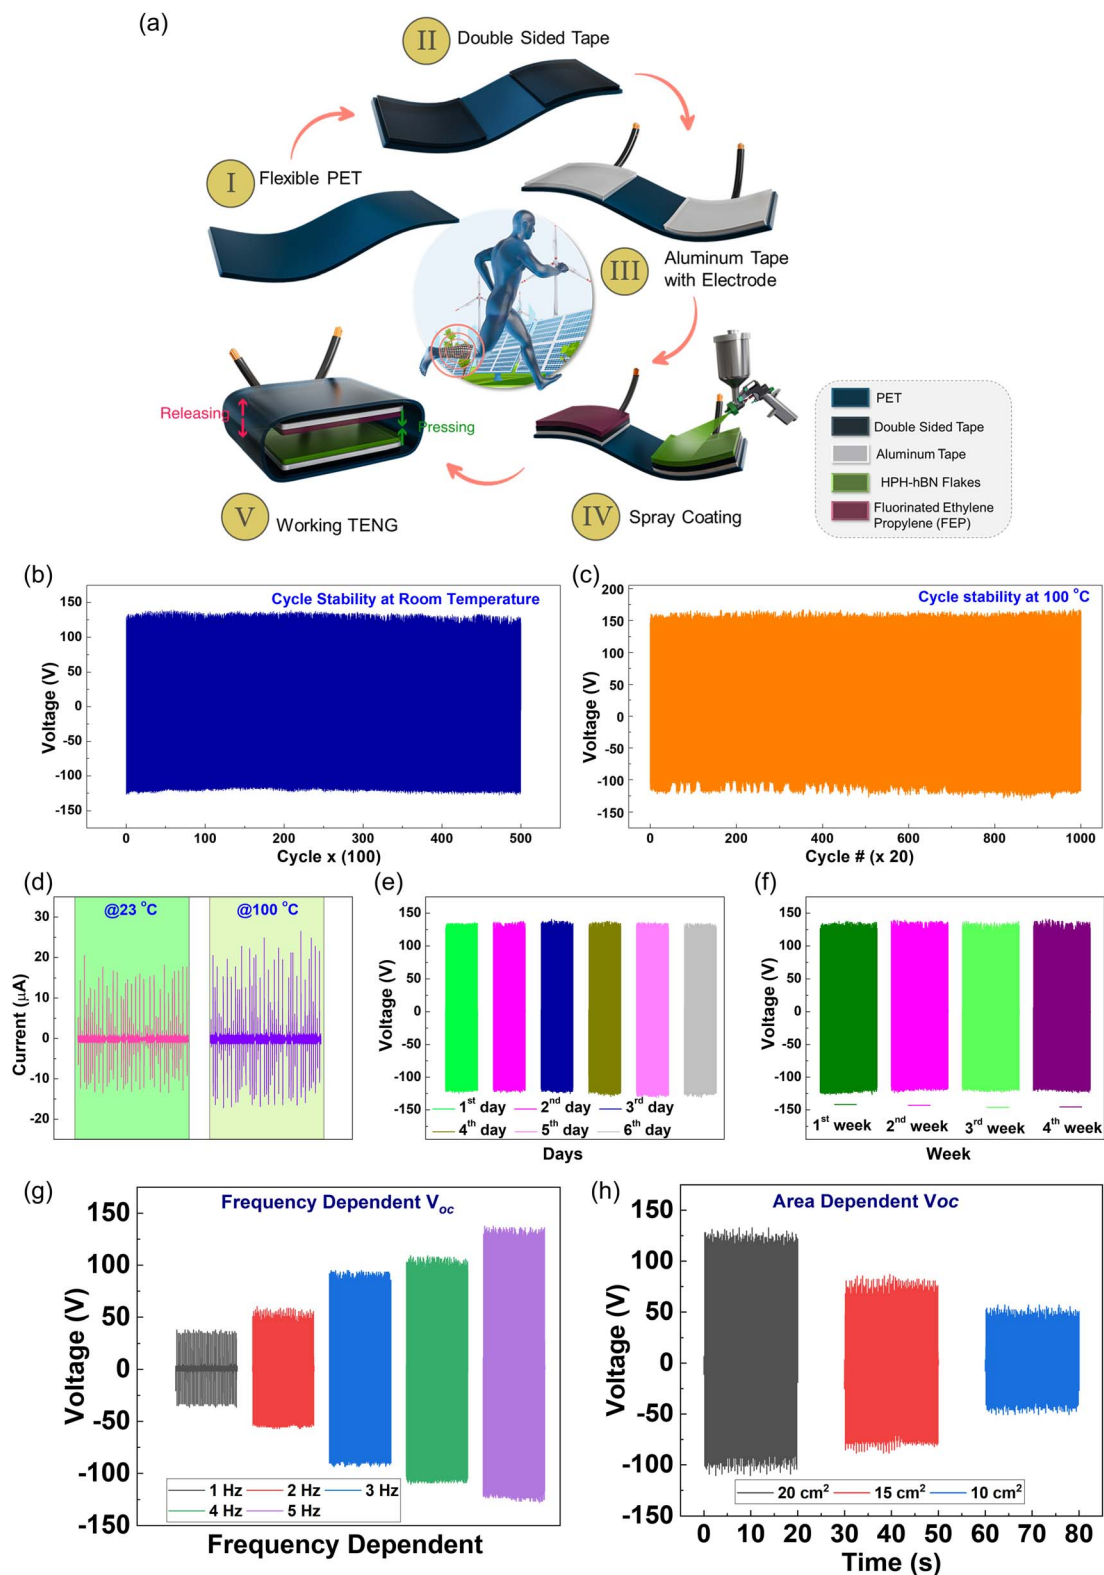 (a)
II
Double Sided Tape
I
Flexible PET
III
Aluminum Tape
with Electrode
Releasing
Pressing
V
Working TENG
IV
Spray Coating
PET
Double Sided Tape
Aluminum Tape
HPH-hBN Flakes
Fluorinated Ethylene
Propylene (FEP)
(b)
Cycle Stability at Room Temperature
Voltage (V)
150
100
50
0
-50
-100
-150
0 100 200 300 400 500
Cycle x (100)
(c)
Cycle stability at 100 °C
Voltage (V)
200
150
100
50
0
-50
-100
-150
0 200 400 600 800 1000
Cycle # (x 20)
(d)
@23 °C
@100 °C
Current (μA)
30
20
10
0
-10
-20
(e)
Voltage (V)
150
100
50
0
-50
-100
-150
1st day 2nd day 3rd day
4th day 5th day 6th day
Days
(f)
Voltage (V)
150
100
50
0
-50
-100
-150
1st week 2nd week 3rd week 4th week
Week
(g)
Frequency Dependent Voc
Voltage (V)
150
100
50
0
-50
-100
-150
1 Hz 2 Hz 3 Hz
4 Hz 5 Hz
Frequency Dependent
(h)
Area Dependent Voc
Voltage (V)
150
100
50
0
-50
-100
-150
20 cm² 15 cm² 10 cm²
0 10 20 30 40 50 60 70 80
Time (s)